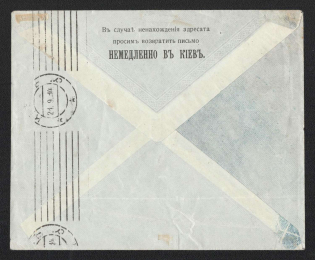 Въ случаѣ ненахожденія адресата
просимъ возвратить письмо
НЕМЕДЛЕННО ВЪ КІЕВЪ.